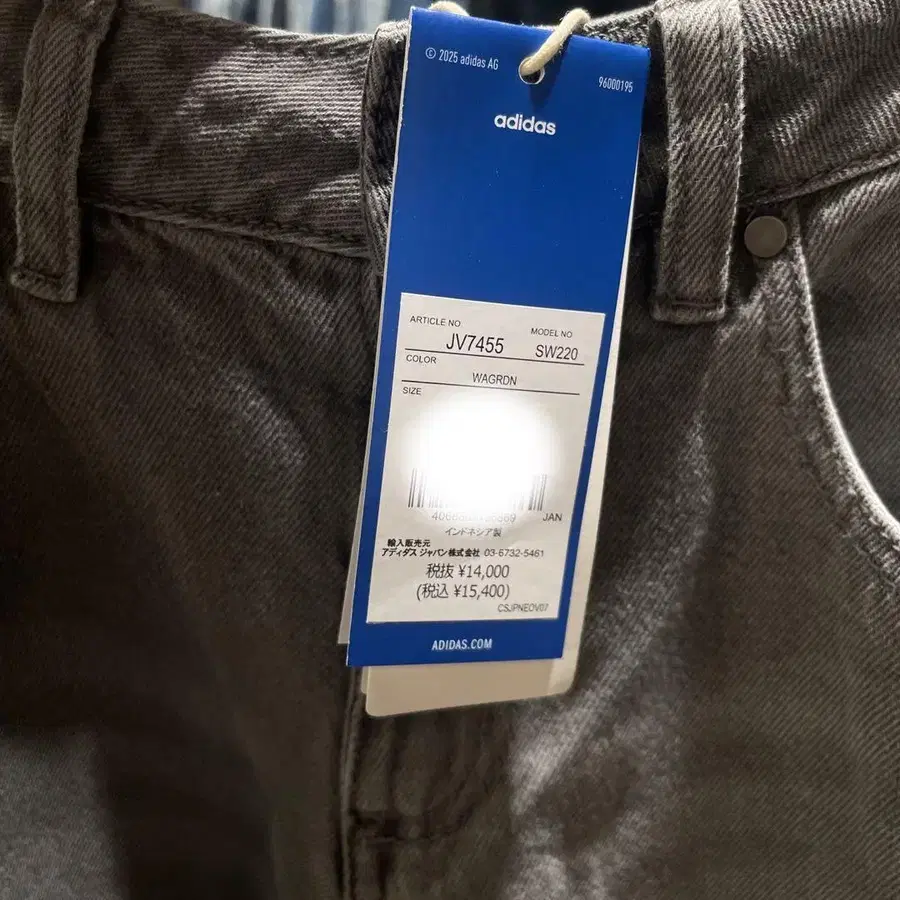 © 2025 adidas AG
96000195
adidas
ARTICLE NO.
MODEL NO
JV7455
SW220
COLOR
WAGRDN
SIZE
JAN
インドネシア製
輸入販売元
アディダス ジャパン株式会社 03-6732-5461
税抜 ¥14,000
(税込 ¥15,400)
CSJPNEOV07
ADIDAS.COM